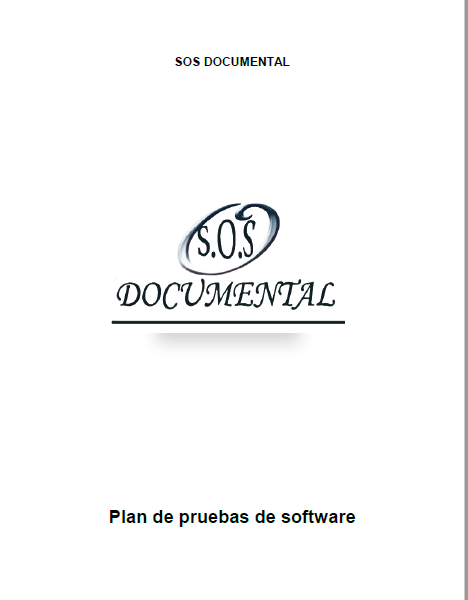 SOS DOCUMENTAL
S.O.S
DOCUMENTAL
Plan de pruebas de software